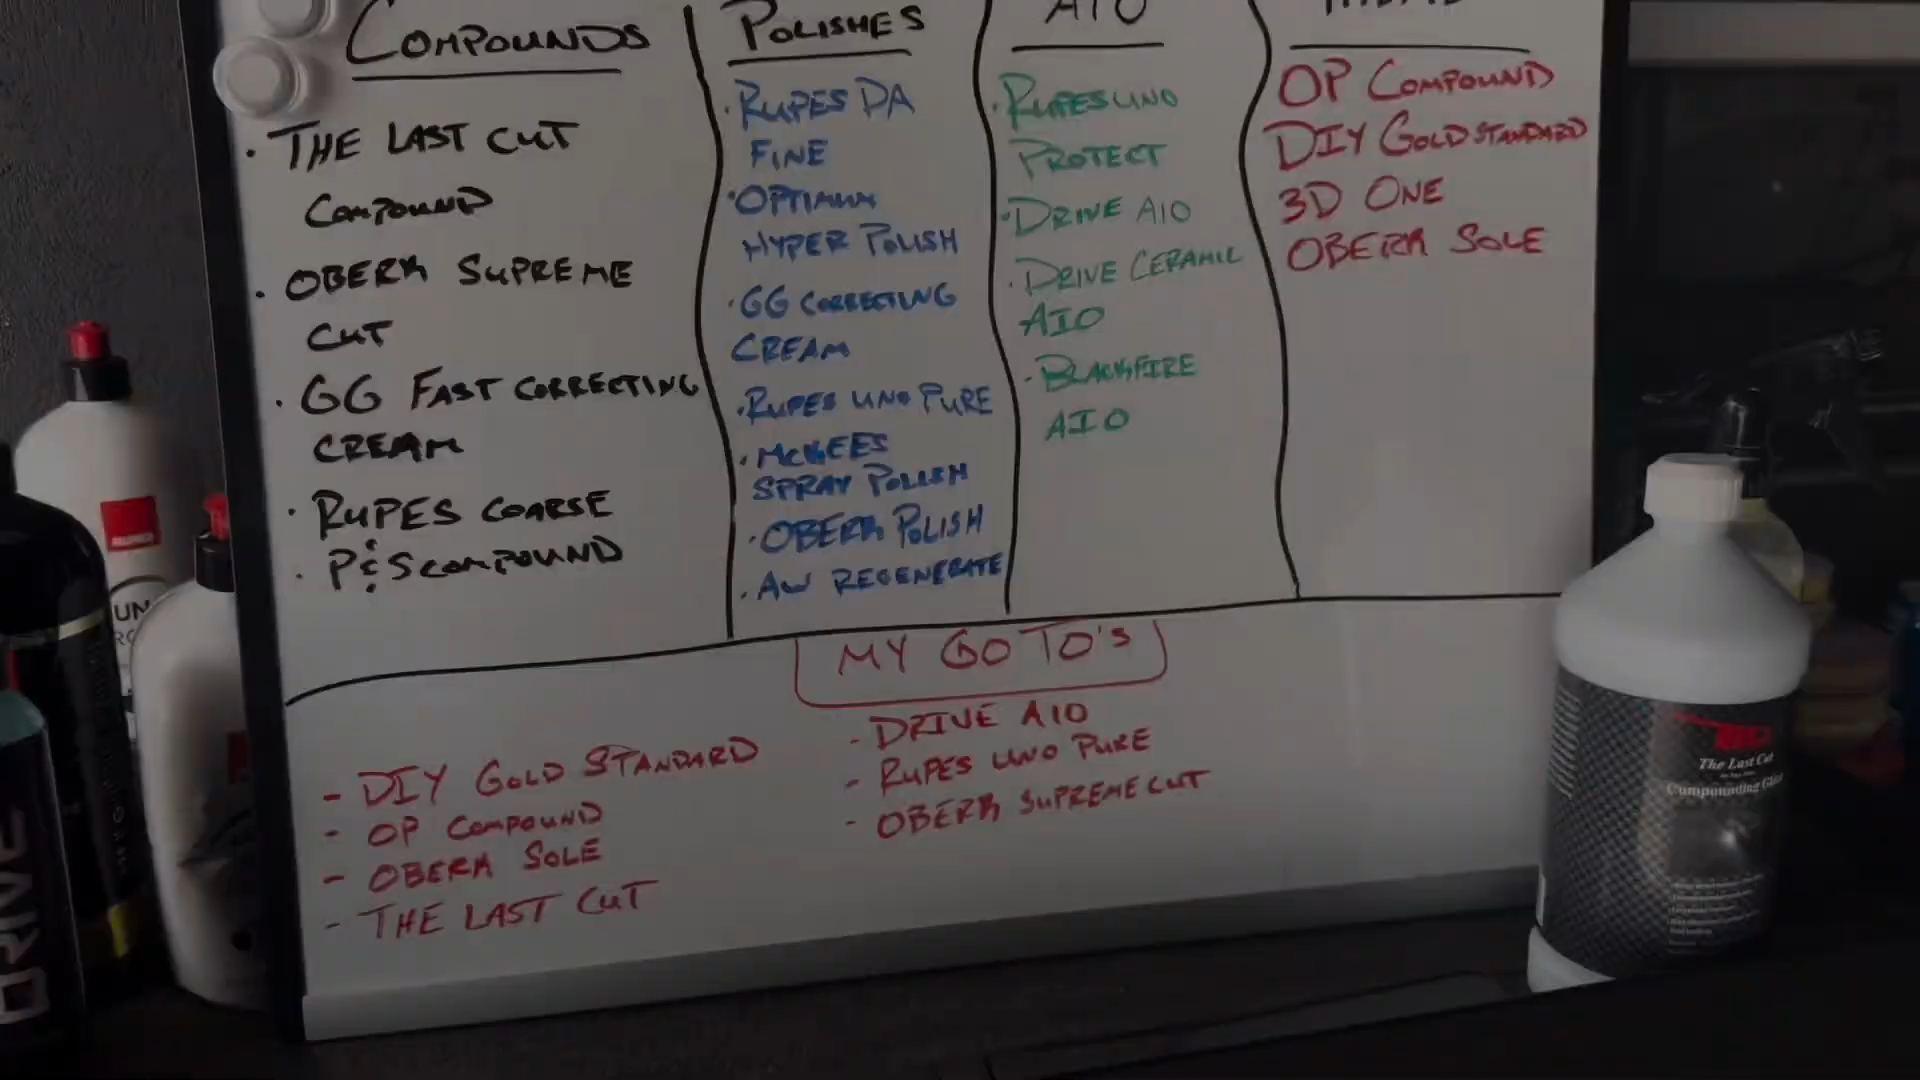 COMPOUNDS
· THE LAST CUT
COMPOUND
· OBERK SUPREME
CUT
· GG FAST CORRECTING
CREAM
· RUPES COARSE
· P&S COMPOUND
POLISHES
· RUPES DA
FINE
· OPTIMUM
HYPER POLISH
· GG CORRECTING
CREAM
· RUPES UNO PURE
· MCKEES
SPRAY POLISH
· OBERK POLISH
· AW REGENERATE
AIO
· RUPES UNO
PROTECT
· DRIVE AIO
· DRIVE CERAMIC
AIO
· BLACKFIRE
AIO
OP COMPOUND
DIY GOLD STANDARD
3D ONE
OBERK SOLE
MY GO TO'S
- DIY GOLD STANDARD
- OP COMPOUND
- OBERK SOLE
- THE LAST CUT
- DRIVE AIO
- RUPES UNO PURE
- OBERK SUPREME CUT
The Last Cut
Compounding
DRIVE
UN